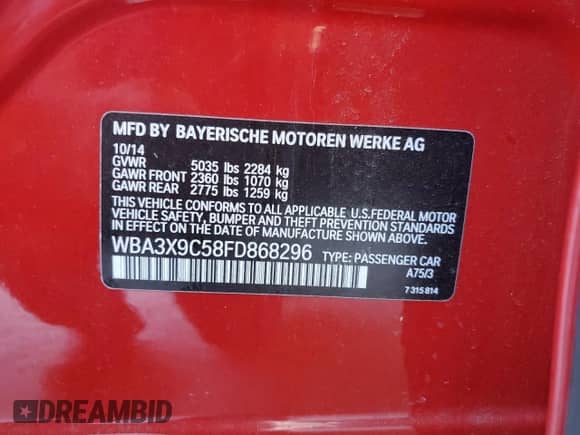 MFD BY BAYERISCHE MOTOREN WERKE AG
10/14
GVWR 5035 lbs 2284 kg
GAWR FRONT 2360 lbs 1070 kg
GAWR REAR 2775 lbs 1259 kg
THIS VEHICLE CONFORMS TO ALL APPLICABLE U.S.FEDERAL MOTOR
VEHICLE SAFETY, BUMPER AND THEFT PREVENTION STANDARDS
IN EFFECT ON THE DATE OF MANUFACTURE SHOWN ABOVE.
WBA3X9C58FD868296 TYPE: PASSENGER CAR
A75/3
7315814
DREAMBID